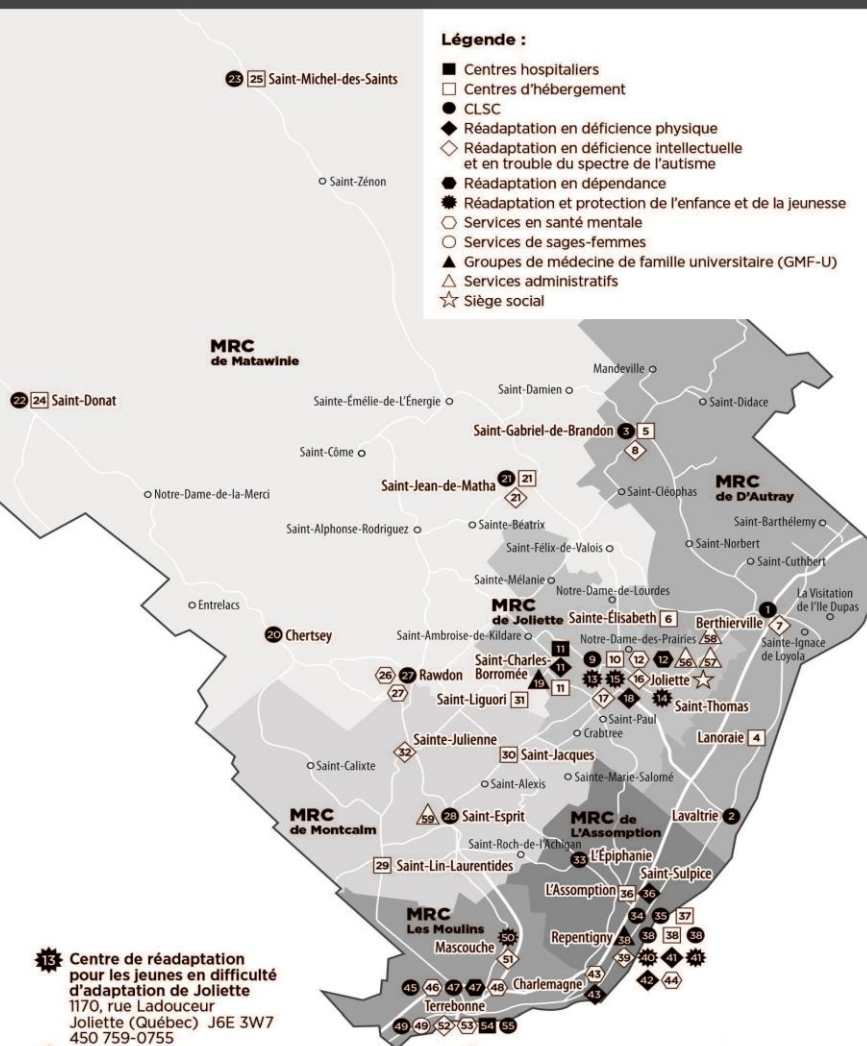 Légende :
Centres hospitaliers
Centres d'hébergement
CLSC
Réadaptation en déficience physique
Réadaptation en déficience intellectuelle
et en trouble du spectre de l'autisme
Réadaptation en dépendance
Réadaptation et protection de l'enfance et de la jeunesse
Services en santé mentale
Services de sages-femmes
Groupes de médecine de famille universitaire (GMF-U)
Services administratifs
Siège social
23 25 Saint-Michel-des-Saints
Saint-Zénon
MRC
de Matawinie
22 24 Saint-Donat
Mandeville
Saint-Damien
Sainte-Émélie-de-L'Énergie
Saint-Didace
Saint-Gabriel-de-Brandon 3 5
8
Saint-Côme
Saint-Jean-de-Matha 21 21
21
Saint-Cléophas
MRC
de D'Autray
Notre-Dame-de-la-Merci
Saint-Alphonse-Rodriguez
Sainte-Béatrix
Saint-Barthélemy
Saint-Félix-de-Valois
Saint-Norbert
Saint-Cuthbert
Sainte-Mélanie
Notre-Dame-de-Lourdes
La Visitation
de l'Ile Dupas
Entrelacs
MRC
de Joliette
Sainte-Élisabeth 6
Berthierville 1
7
Sainte-Ignace
de Loyola
20 Chertsey
Saint-Ambroise-de-Kildare
Notre-Dame-des-Prairies
58
11
Saint-Charles-
Borromée
11
19 11
9 10 12 12 56 57
13 15 16 Joliette
17 18 14 Saint-Thomas
26 27 Rawdon
27
Saint-Liguori 31
Saint-Paul
Crabtree
Lanoraie 4
Sainte-Julienne
32
30 Saint-Jacques
Saint-Calixte
Saint-Alexis
Sainte-Marie-Salomé
MRC
de Montcalm
59 28 Saint-Esprit
MRC de
L'Assomption
Lavaltrie 2
Saint-Roch-de-l'Achigan
33 L'Épiphanie
29 Saint-Lin-Laurentides
Saint-Sulpice
L'Assomption 36 36
MRC
Les Moulins
34 35 37
Repentigny 38 38 38 38
Mascouche 50
51
39 40 41 41
43
42 44
Charlemagne
43
45 46 47 47 48
Terrebonne
49 49 52 53 54 55
13 Centre de réadaptation
pour les jeunes en difficulté
d'adaptation de Joliette
1170, rue Ladouceur
Joliette (Québec) J6E 3W7
450 759-0755